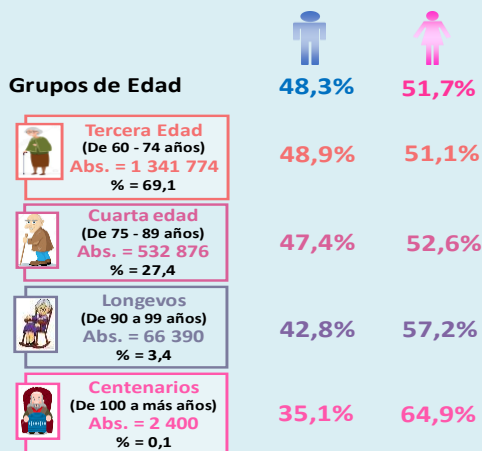 Grupos de Edad 48,3% 51,7%
Tercera Edad
(De 60 - 74 años)
Abs. = 1 341 774
% = 69,1
48,9% 51,1%
Cuarta edad
(De 75 - 89 años)
Abs. = 532 876
% = 27,4
47,4% 52,6%
Longevos
(De 90 a 99 años)
Abs. = 66 390
% = 3,4
42,8% 57,2%
Centenarios
(De 100 a más años)
Abs. = 2 400
% = 0,1
35,1% 64,9%